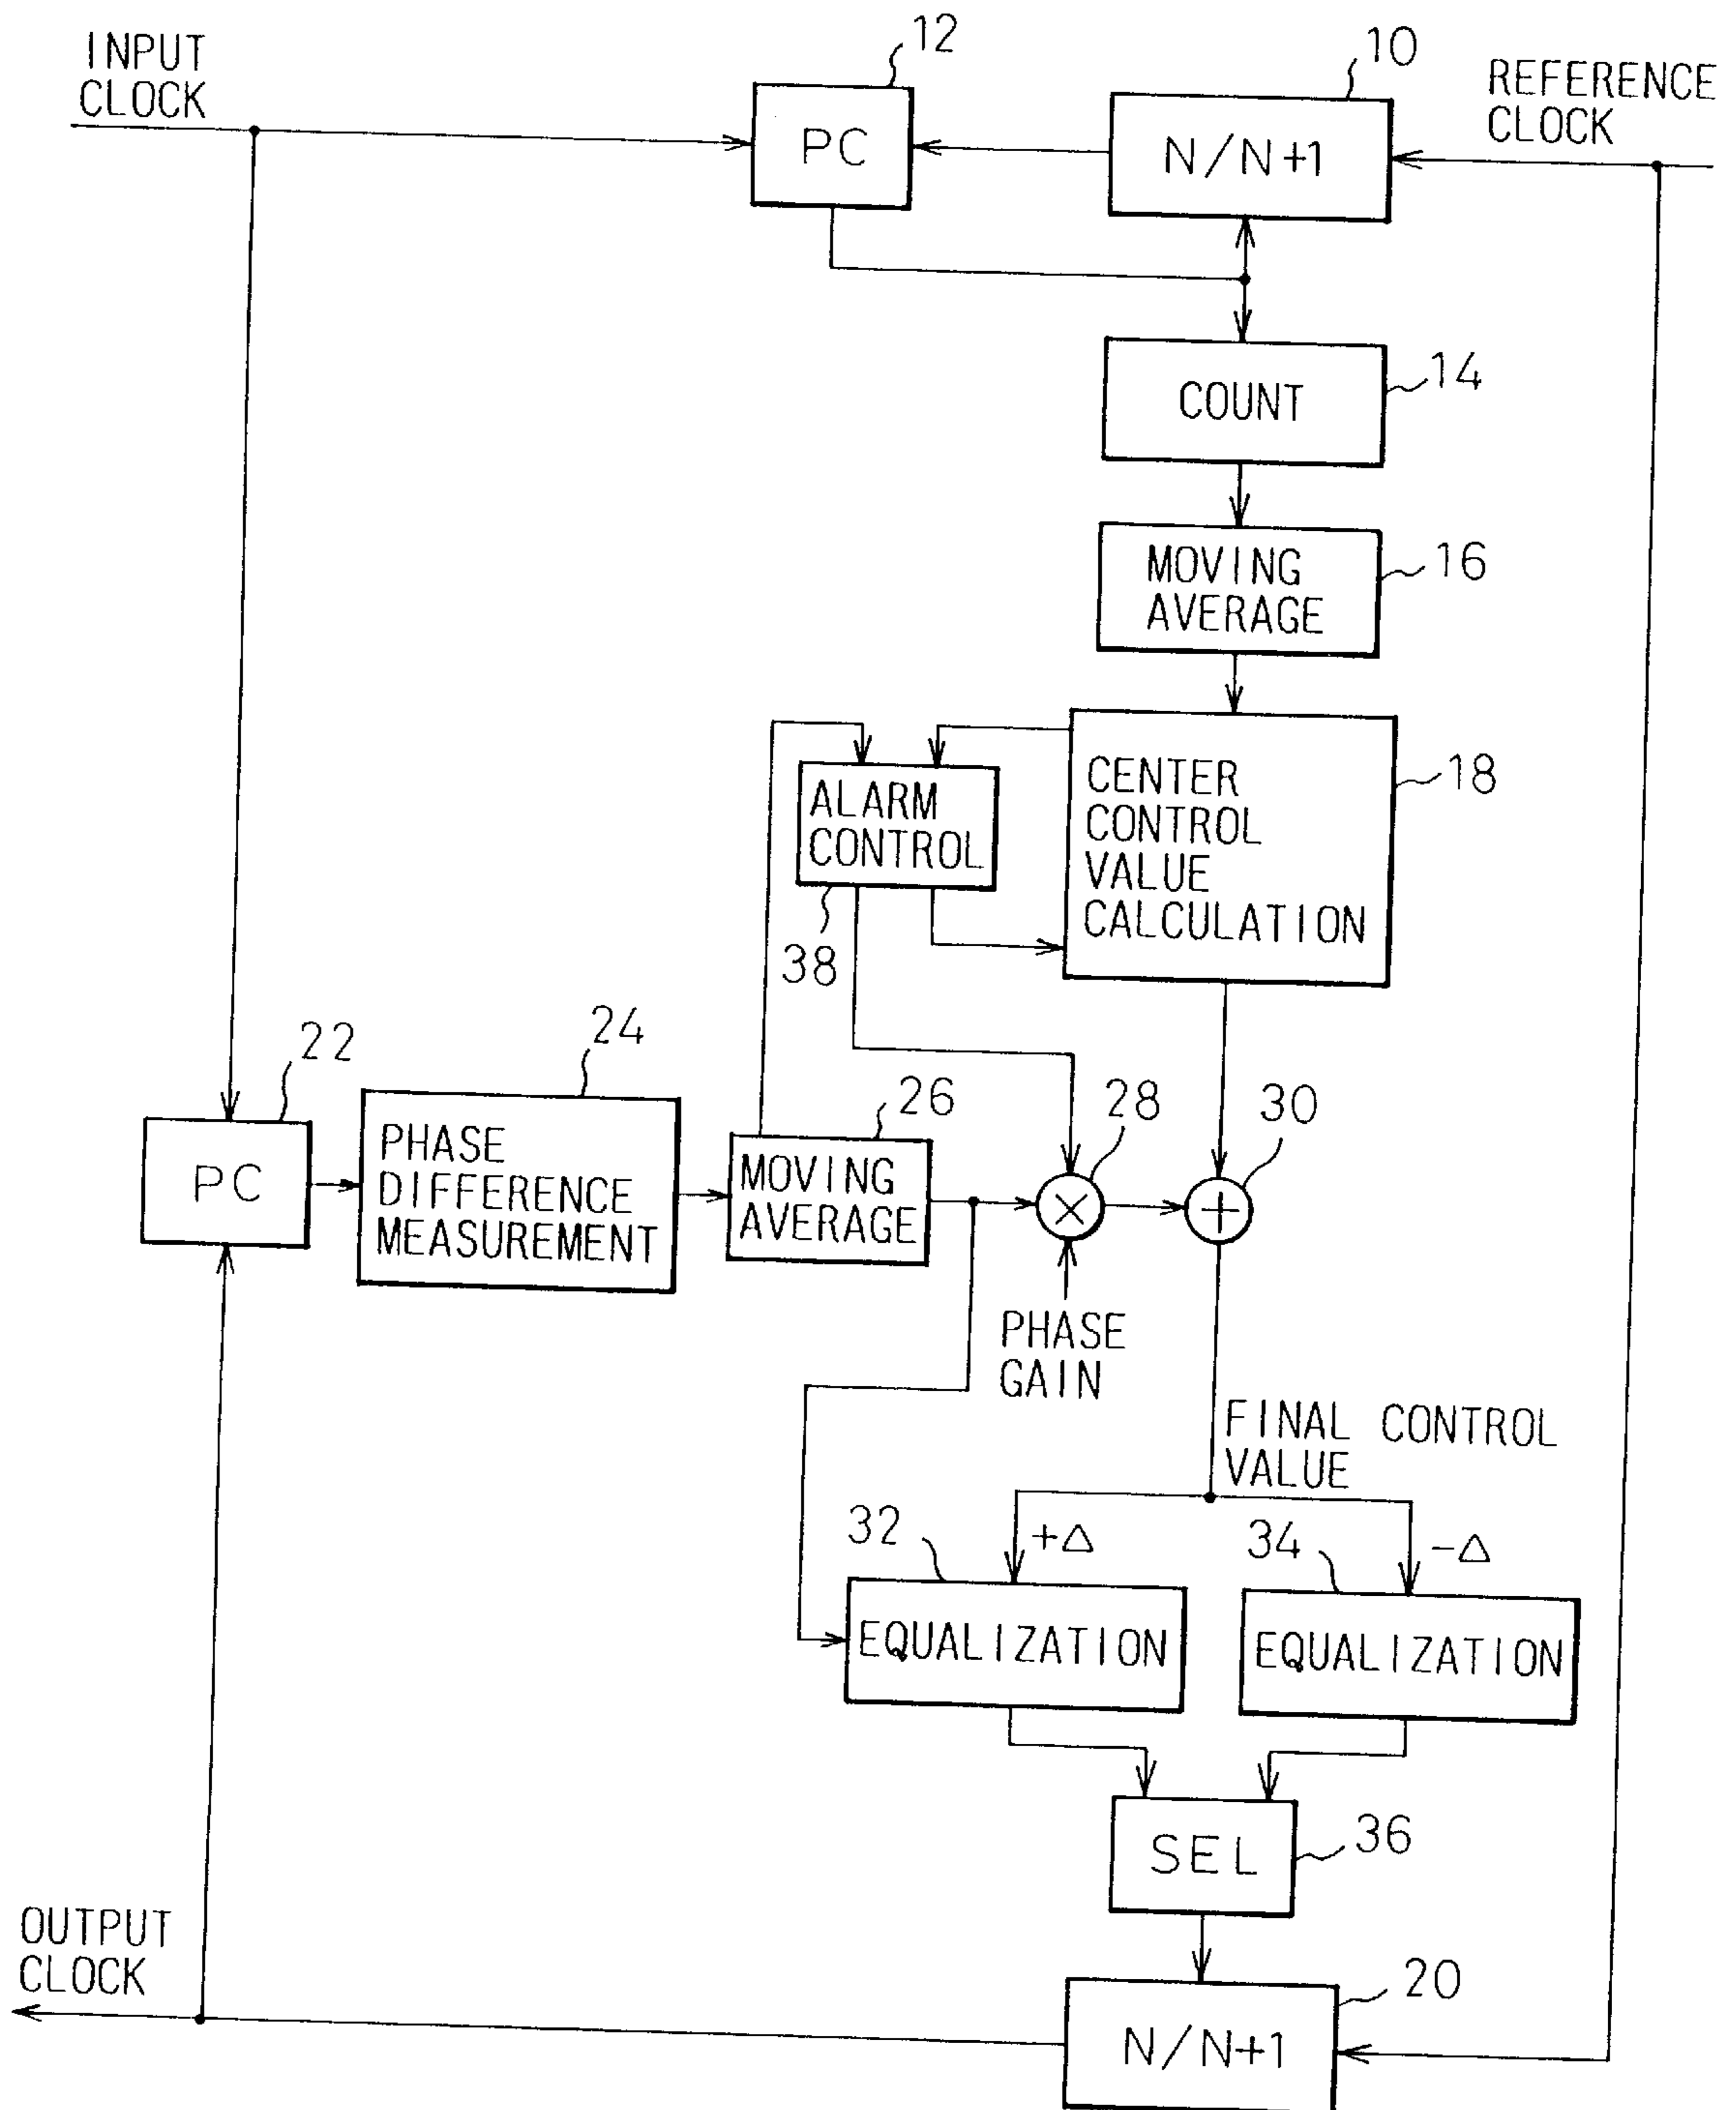 INPUT
CLOCK
12
10
REFERENCE
CLOCK
PC
N/N+1
COUNT
14
MOVING
AVERAGE
16
ALARM
CONTROL
38
CENTER
CONTROL
VALUE
CALCULATION
18
22
24
26
28
30
PC
PHASE
DIFFERENCE
MEASUREMENT
MOVING
AVERAGE
×
+
PHASE
GAIN
FINAL CONTROL
VALUE
32
+Δ
34
−Δ
EQUALIZATION
EQUALIZATION
SEL
36
OUTPUT
CLOCK
20
N/N+1